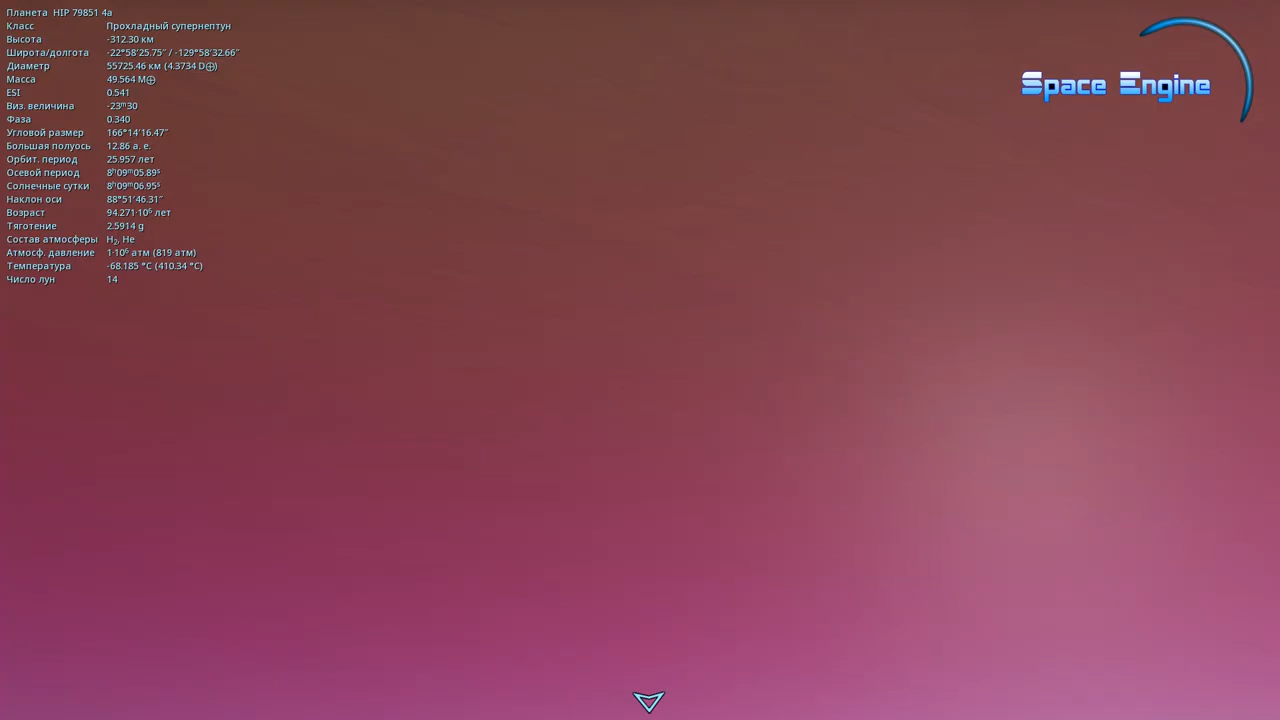 Планета HIP 79851 4a
Класс Прохладный супернептун
Высота -312.30 км
Широта/долгота -22°58′25.75″ / -129°58′32.66″
Диаметр 55725.46 км (4.3734 D⊕)
Масса 49.564 M⊕
ESI 0.541
Виз. величина -23ᵐ30
Фаза 0.340
Угловой размер 166°14′16.47″
Большая полуось 12.86 а. е.
Орбит. период 25.957 лет
Осевой период 8ʰ09ᵐ05.89ˢ
Солнечные сутки 8ʰ09ᵐ06.95ˢ
Наклон оси 88°51′46.31″
Возраст 94.271·10⁶ лет
Тяготение 2.5914 g
Состав атмосферы H₂, He
Атмосф. давление 1·10⁶ атм (819 атм)
Температура -68.185 °C (410.34 °C)
Число лун 14
Space Engine